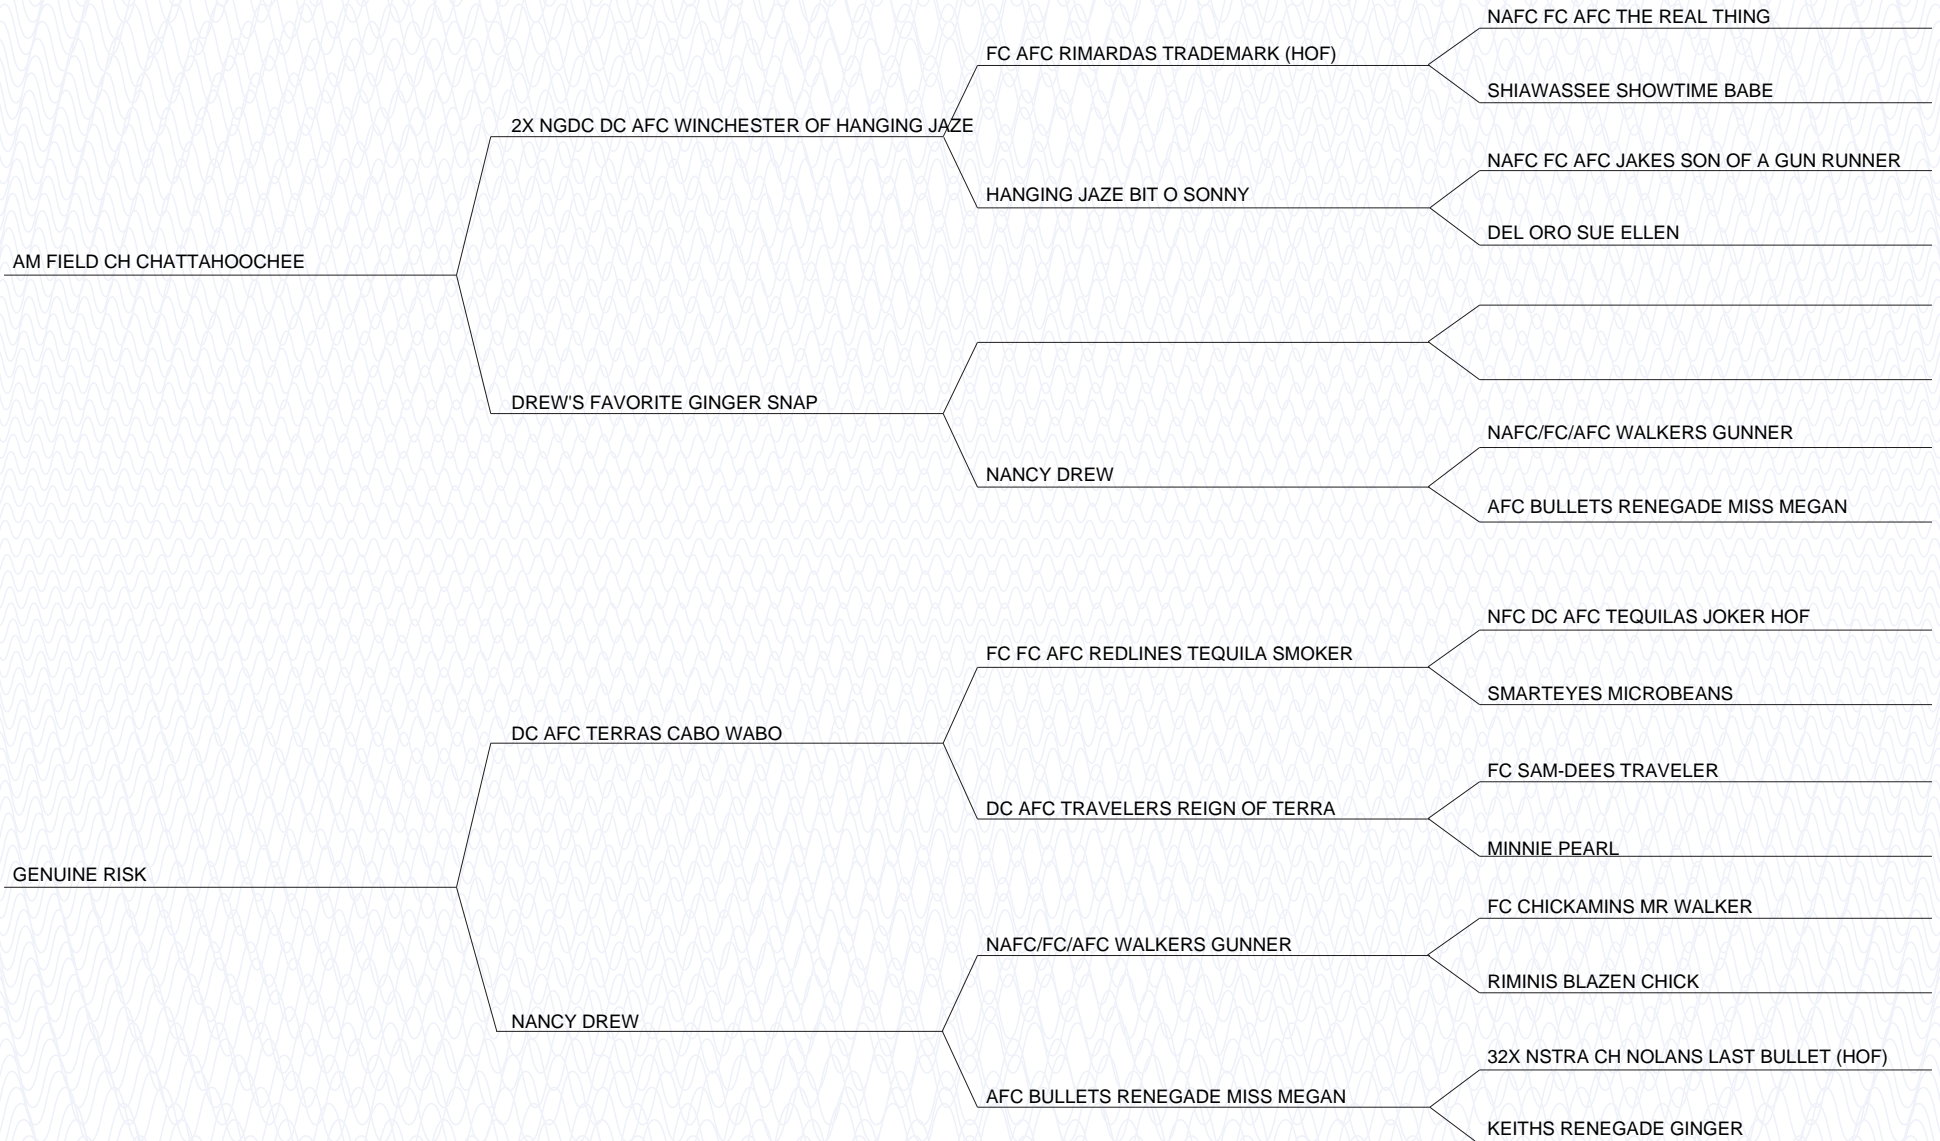 NAFC FC AFC THE REAL THING
FC AFC RIMARDAS TRADEMARK (HOF)
SHIAWASSEE SHOWTIME BABE
2X NGDC DC AFC WINCHESTER OF HANGING JAZE
NAFC FC AFC JAKES SON OF A GUN RUNNER
HANGING JAZE BIT O SONNY
DEL ORO SUE ELLEN
AM FIELD CH CHATTAHOOCHEE
DREW'S FAVORITE GINGER SNAP
NAFC/FC/AFC WALKERS GUNNER
NANCY DREW
AFC BULLETS RENEGADE MISS MEGAN
NFC DC AFC TEQUILAS JOKER HOF
FC FC AFC REDLINES TEQUILA SMOKER
SMARTEYES MICROBEANS
DC AFC TERRAS CABO WABO
FC SAM-DEES TRAVELER
DC AFC TRAVELERS REIGN OF TERRA
MINNIE PEARL
GENUINE RISK
FC CHICKAMINS MR WALKER
NAFC/FC/AFC WALKERS GUNNER
RIMINIS BLAZEN CHICK
NANCY DREW
32X NSTRA CH NOLANS LAST BULLET (HOF)
AFC BULLETS RENEGADE MISS MEGAN
KEITHS RENEGADE GINGER